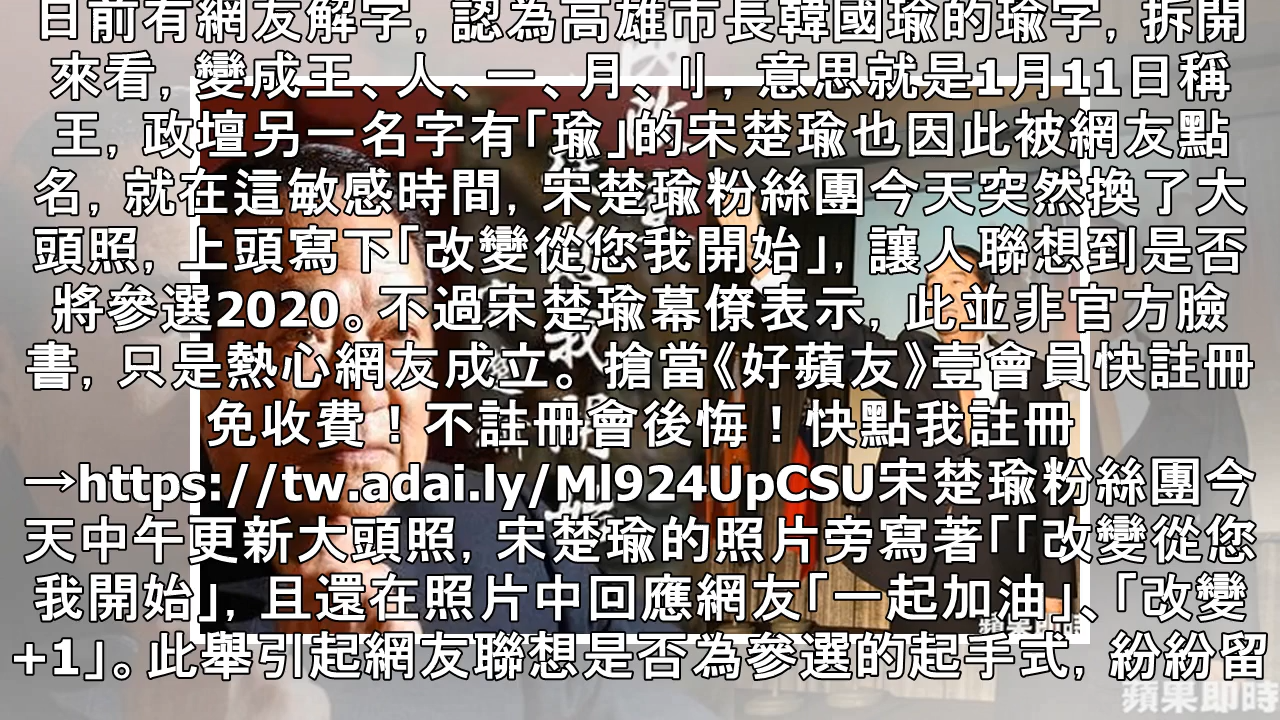 日前有網友解字，認為高雄市長韓國瑜的瑜字，拆開
來看，變成王、人、一、月、刂，意思就是1月11日稱
王，政壇另一名字有「瑜」的宋楚瑜也因此被網友點
名，就在這敏感時間，宋楚瑜粉絲團今天突然換了大
頭照，上頭寫下「改變從您我開始」，讓人聯想到是否
將參選2020。不過宋楚瑜幕僚表示，此並非官方臉
書，只是熱心網友成立。搶當《好蘋友》壹會員快註冊
免收費！不註冊會後悔！快點我註冊
→https://tw.adai.ly/Ml924UpCSU宋楚瑜粉絲團今
天中午更新大頭照，宋楚瑜的照片旁寫著「「改變從您
我開始」，且還在照片中回應網友「一起加油」、「改變
+1」。此舉引起網友聯想是否為參選的起手式，紛紛留
蘋果即時
蘋果即時